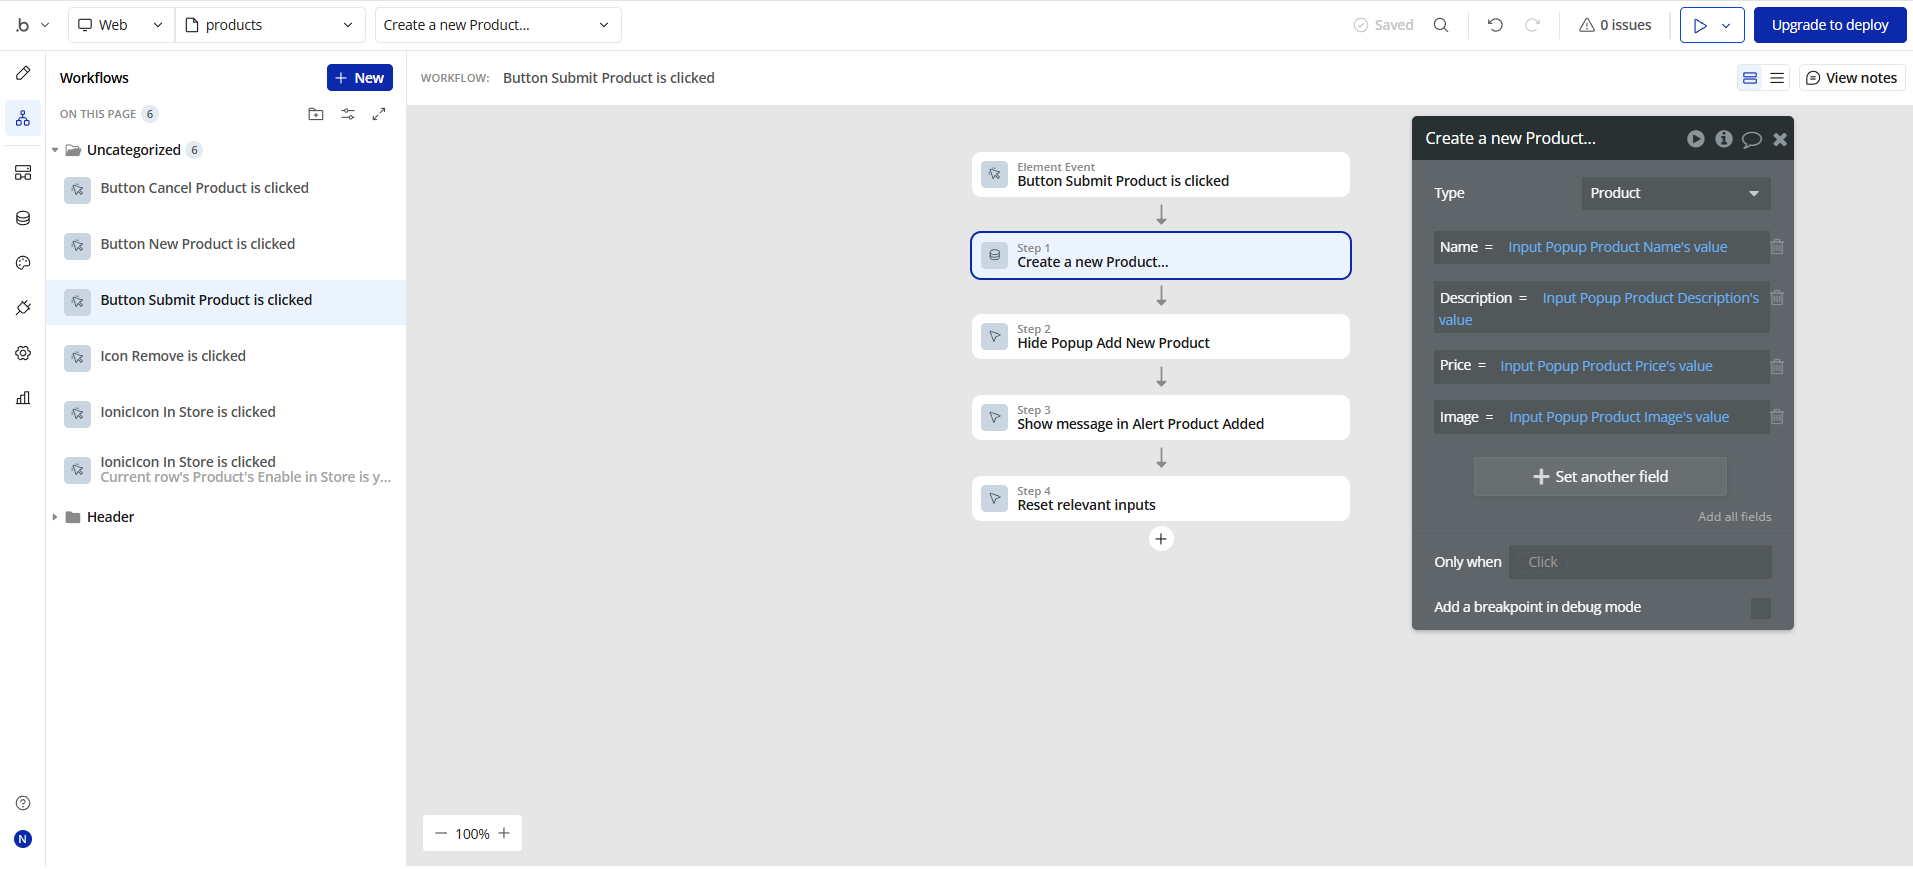 .b
Web
products
Create a new Product...
Saved
0 issues
Upgrade to deploy
Workflows
+ New
ON THIS PAGE 6
Uncategorized 6
Button Cancel Product is clicked
Button New Product is clicked
Button Submit Product is clicked
Icon Remove is clicked
IonicIcon In Store is clicked
IonicIcon In Store is clicked
Current row's Product's Enable in Store is y...
Header
N
WORKFLOW: Button Submit Product is clicked
View notes
Element Event
Button Submit Product is clicked
Step 1
Create a new Product...
Step 2
Hide Popup Add New Product
Step 3
Show message in Alert Product Added
Step 4
Reset relevant inputs
100%
Create a new Product...
Type Product
Name = Input Popup Product Name's value
Description = Input Popup Product Description's
value
Price = Input Popup Product Price's value
Image = Input Popup Product Image's value
Set another field
Add all fields
Only when Click
Add a breakpoint in debug mode